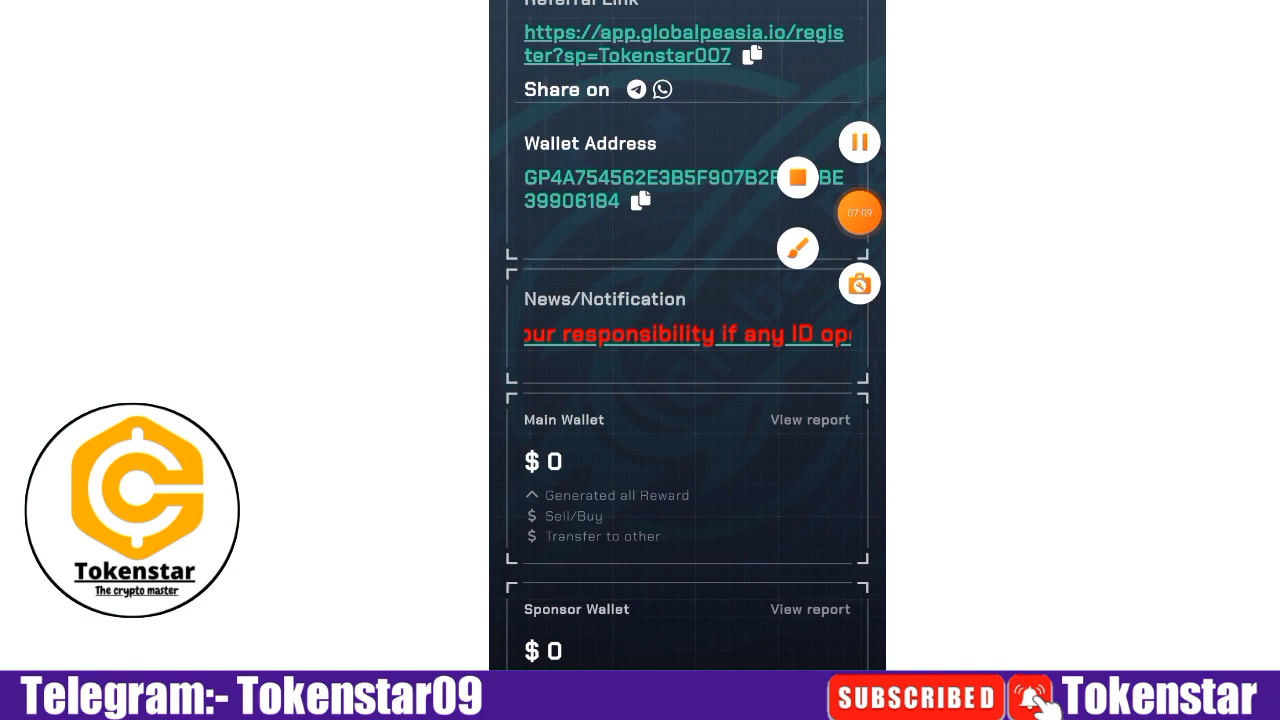 Referral Link
https://app.globalpeasia.io/regis
ter?sp=Tokenstar007
Share on
Wallet Address
GP4A754562E3B5F907B2 BE
39906184
07:09
News/Notification
our responsibility if any ID
Main Wallet View report
$ 0
Generated all Reward
$ Sell/Buy
$ Transfer to other
Sponsor Wallet View report
$ 0
Tokenstar
The crypto master
Telegram:- Tokenstar09 SUBSCRIBED Tokenstar